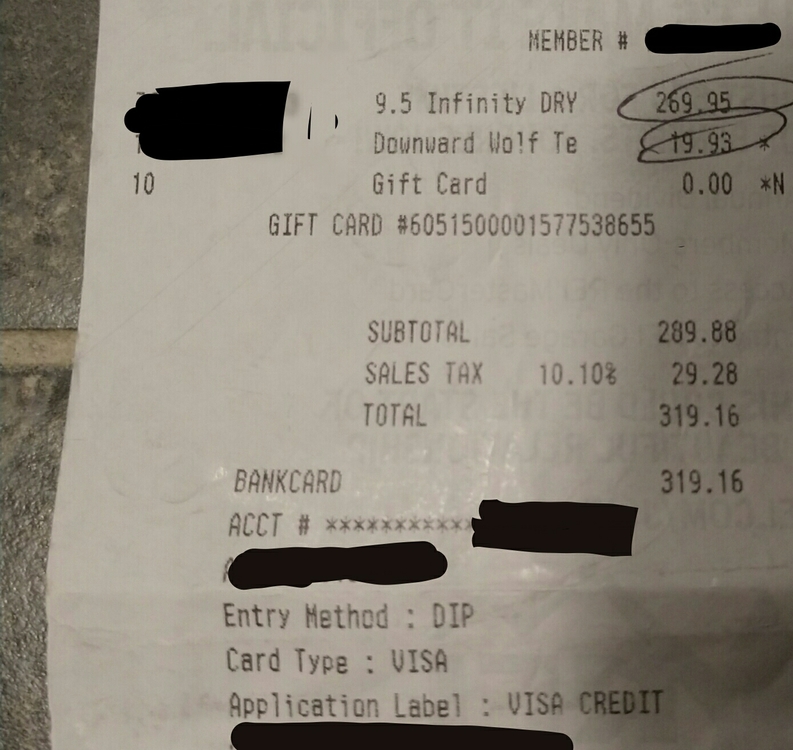 MEMBER #
9.5 Infinity DRY 269.95
Downward Wolf Te 19.93 *
10 Gift Card 0.00 *N
GIFT CARD #6051500001577538655
SUBTOTAL 289.88
SALES TAX 10.10% 29.28
TOTAL 319.16
BANKCARD 319.16
ACCT # ***********
Entry Method : DIP
Card Type : VISA
Application Label : VISA CREDIT